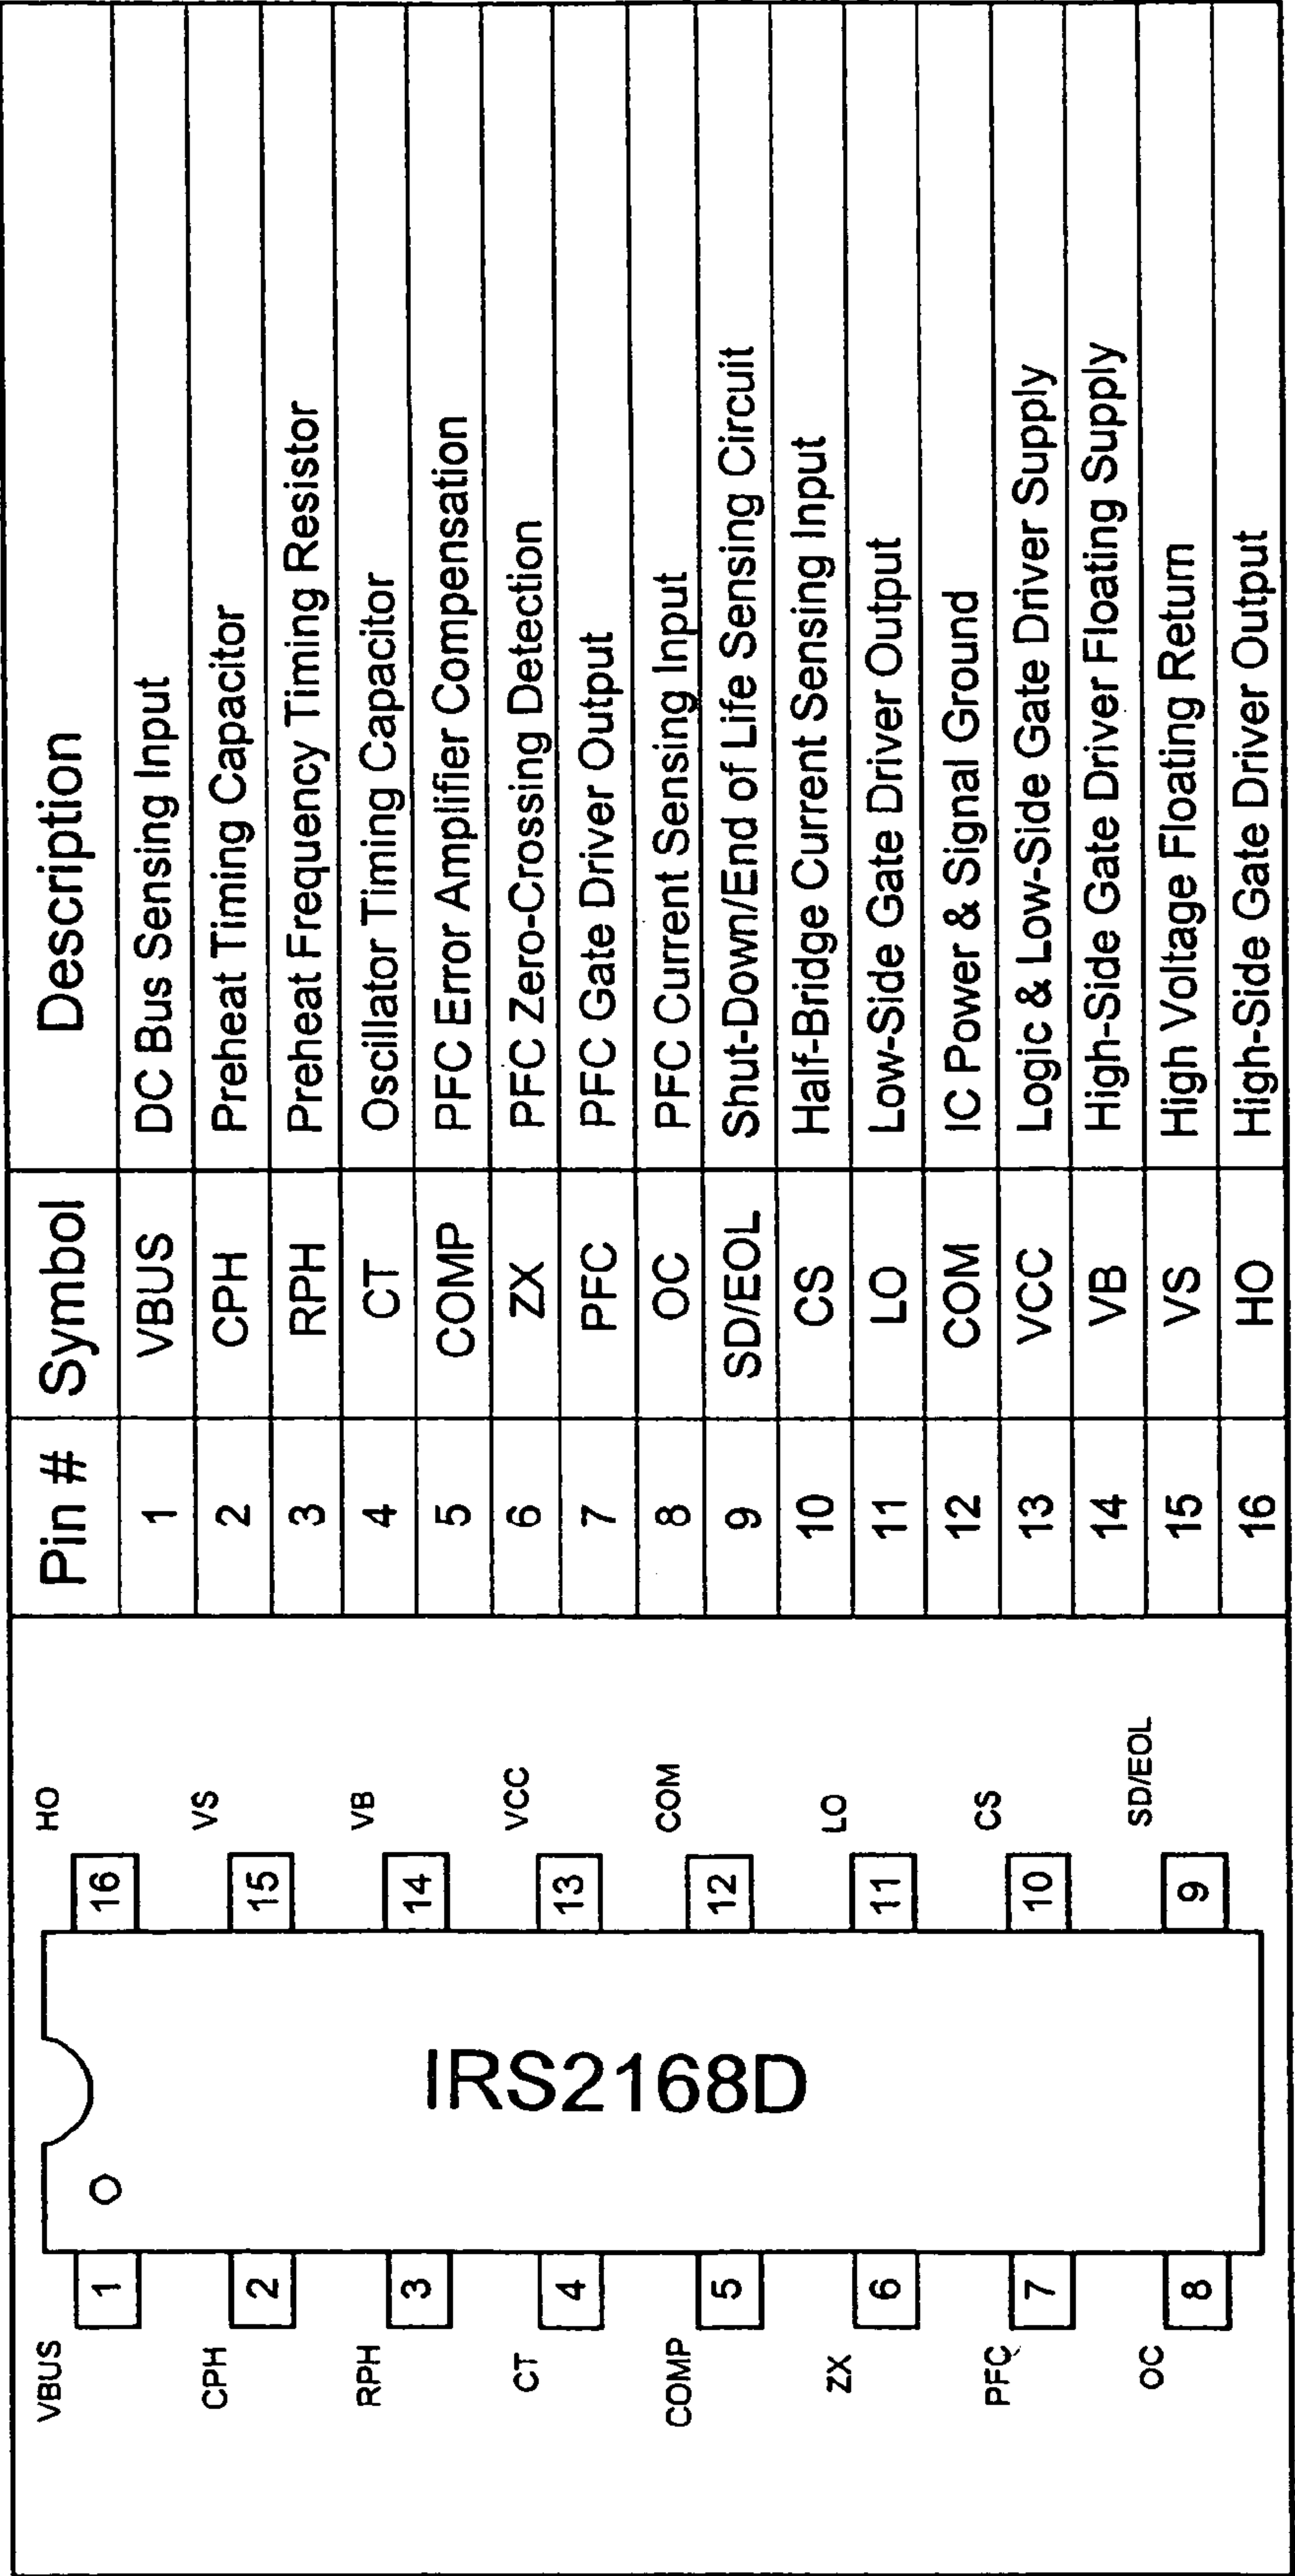 VBUS 1 16 HO
CPH 2 15 VS
RPH 3 14 VB
CT 4 13 VCC
COMP 5 12 COM
ZX 6 11 LO
PFC 7 10 CS
OC 8 9 SD/EOL
IRS2168D
Pin # Symbol Description
1 VBUS DC Bus Sensing Input
2 CPH Preheat Timing Capacitor
3 RPH Preheat Frequency Timing Resistor
4 CT Oscillator Timing Capacitor
5 COMP PFC Error Amplifier Compensation
6 ZX PFC Zero-Crossing Detection
7 PFC PFC Gate Driver Output
8 OC PFC Current Sensing Input
9 SD/EOL Shut-Down/End of Life Sensing Circuit
10 CS Half-Bridge Current Sensing Input
11 LO Low-Side Gate Driver Output
12 COM IC Power & Signal Ground
13 VCC Logic & Low-Side Gate Driver Supply
14 VB High-Side Gate Driver Floating Supply
15 VS High Voltage Floating Return
16 HO High-Side Gate Driver Output